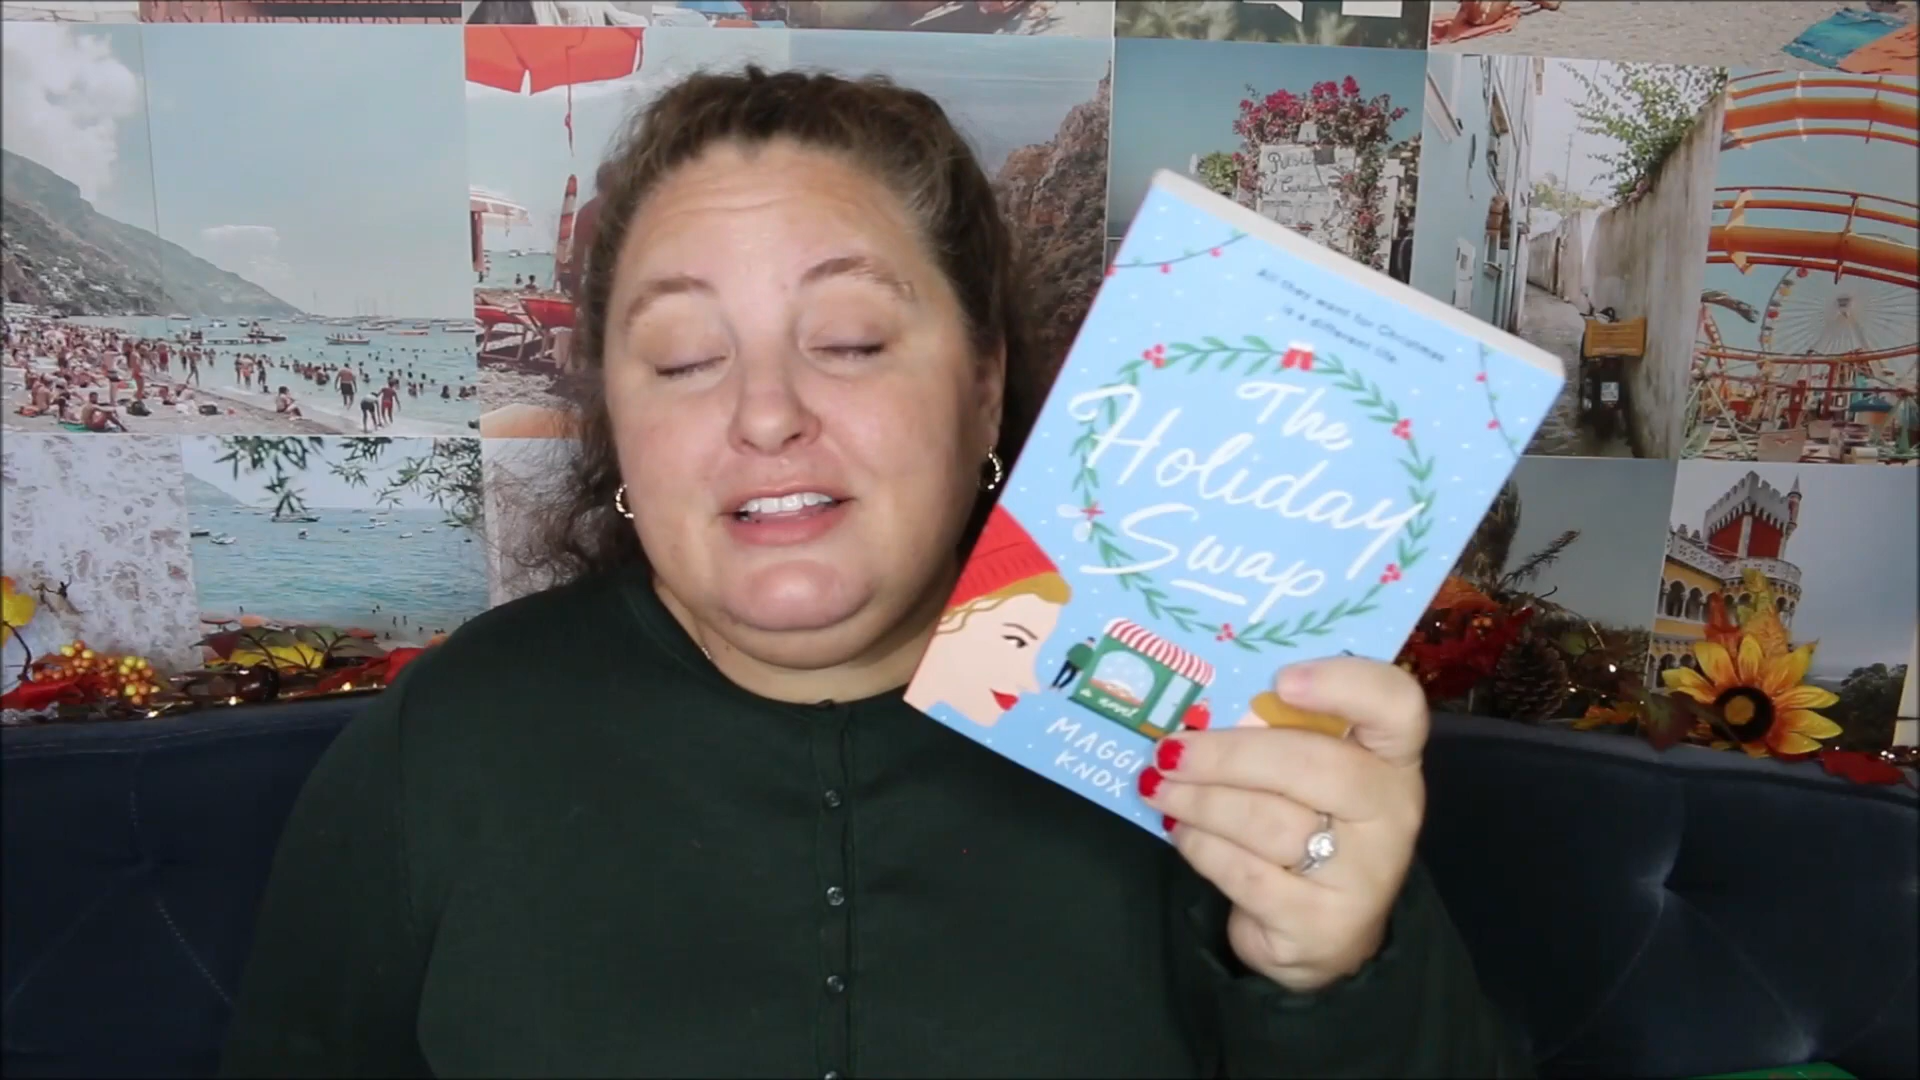 All they want for Christmas
is a different life
The
Holiday
Swap
a novel
MAGGI
KNOX